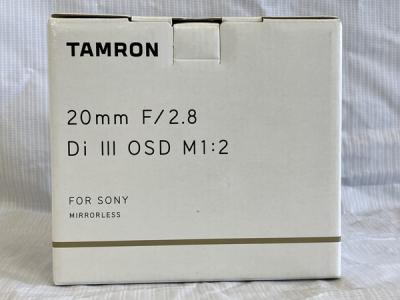 TAMRON
20mm F/2.8
Di III OSD M1:2
FOR SONY
MIRRORLESS